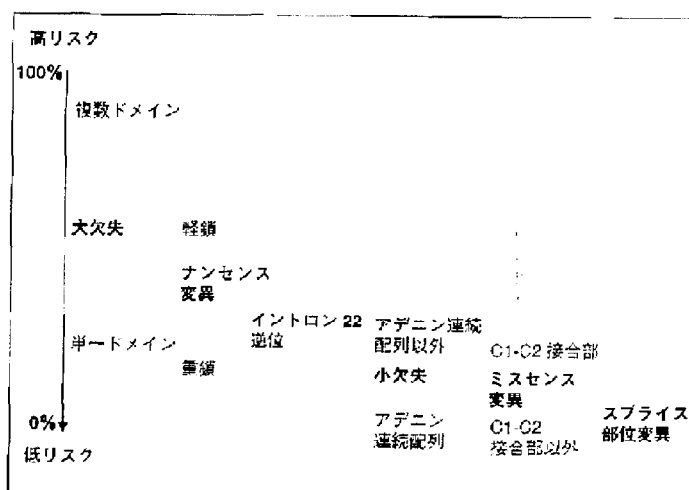 高リスク
100%
複数ドメイン
大欠失
軽鎖
ナンセンス
変異
イントロン 22
逆位
アデニン連続
配列以外
単一ドメイン
重鎖
C1-C2 接合部
小欠失
ミスセンス
変異
0%
アデニン
連続配列
C1-C2
接合部以外
スプライス
部位変異
低リスク